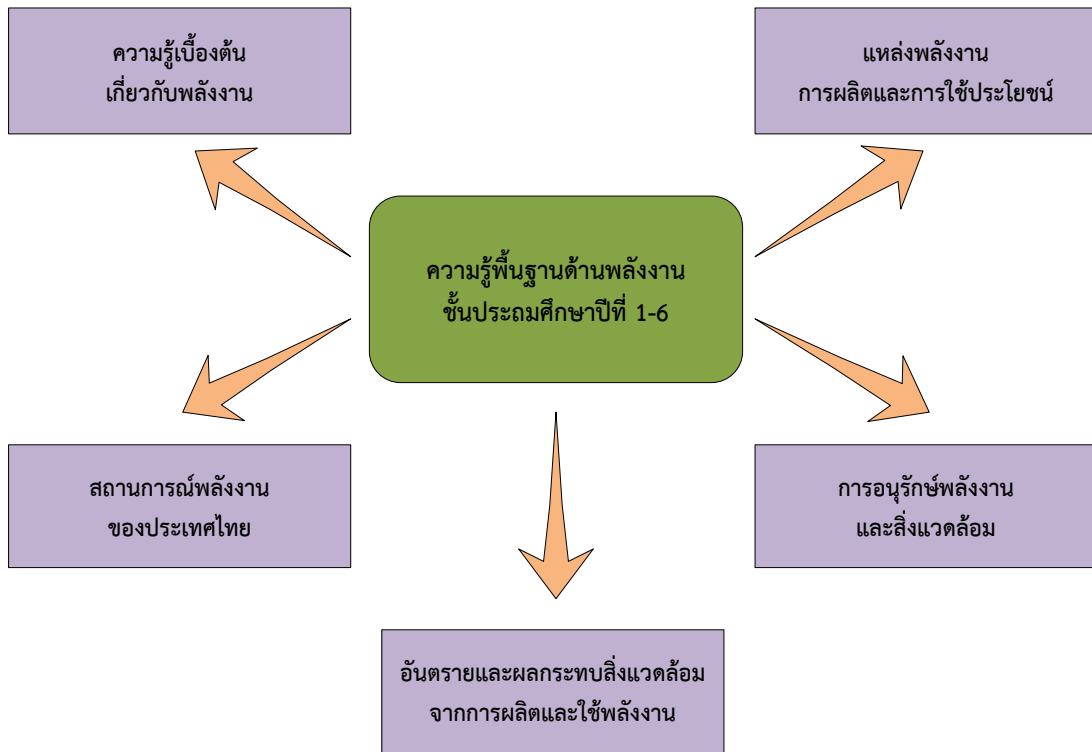 ความรู้เบื้องต้น
เกี่ยวกับพลังงาน
แหล่งพลังงาน
การผลิตและการใช้ประโยชน์
ความรู้พื้นฐานด้านพลังงาน
ชั้นประถมศึกษาปีที่ 1-6
สถานการณ์พลังงาน
ของประเทศไทย
การอนุรักษ์พลังงาน
และสิ่งแวดล้อม
อันตรายและผลกระทบสิ่งแวดล้อม
จากการผลิตและใช้พลังงาน